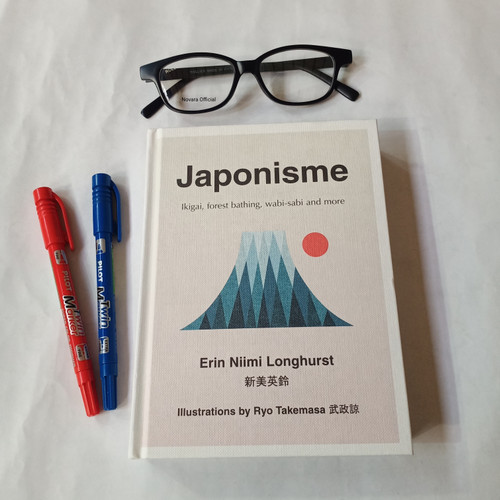 Novara Official
Japonisme
Ikigai, forest bathing, wabi-sabi and more
Erin Niimi Longhurst
新美英鈴
Illustrations by Ryo Takemasa 武政諒
PILOT
PILOT
Twin